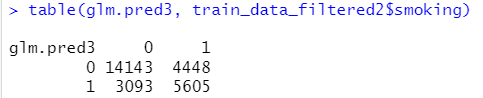 > table(glm.pred3, train_data_filtered2$smoking)
glm.pred3 0 1
0 14143 4448
1 3093 5605